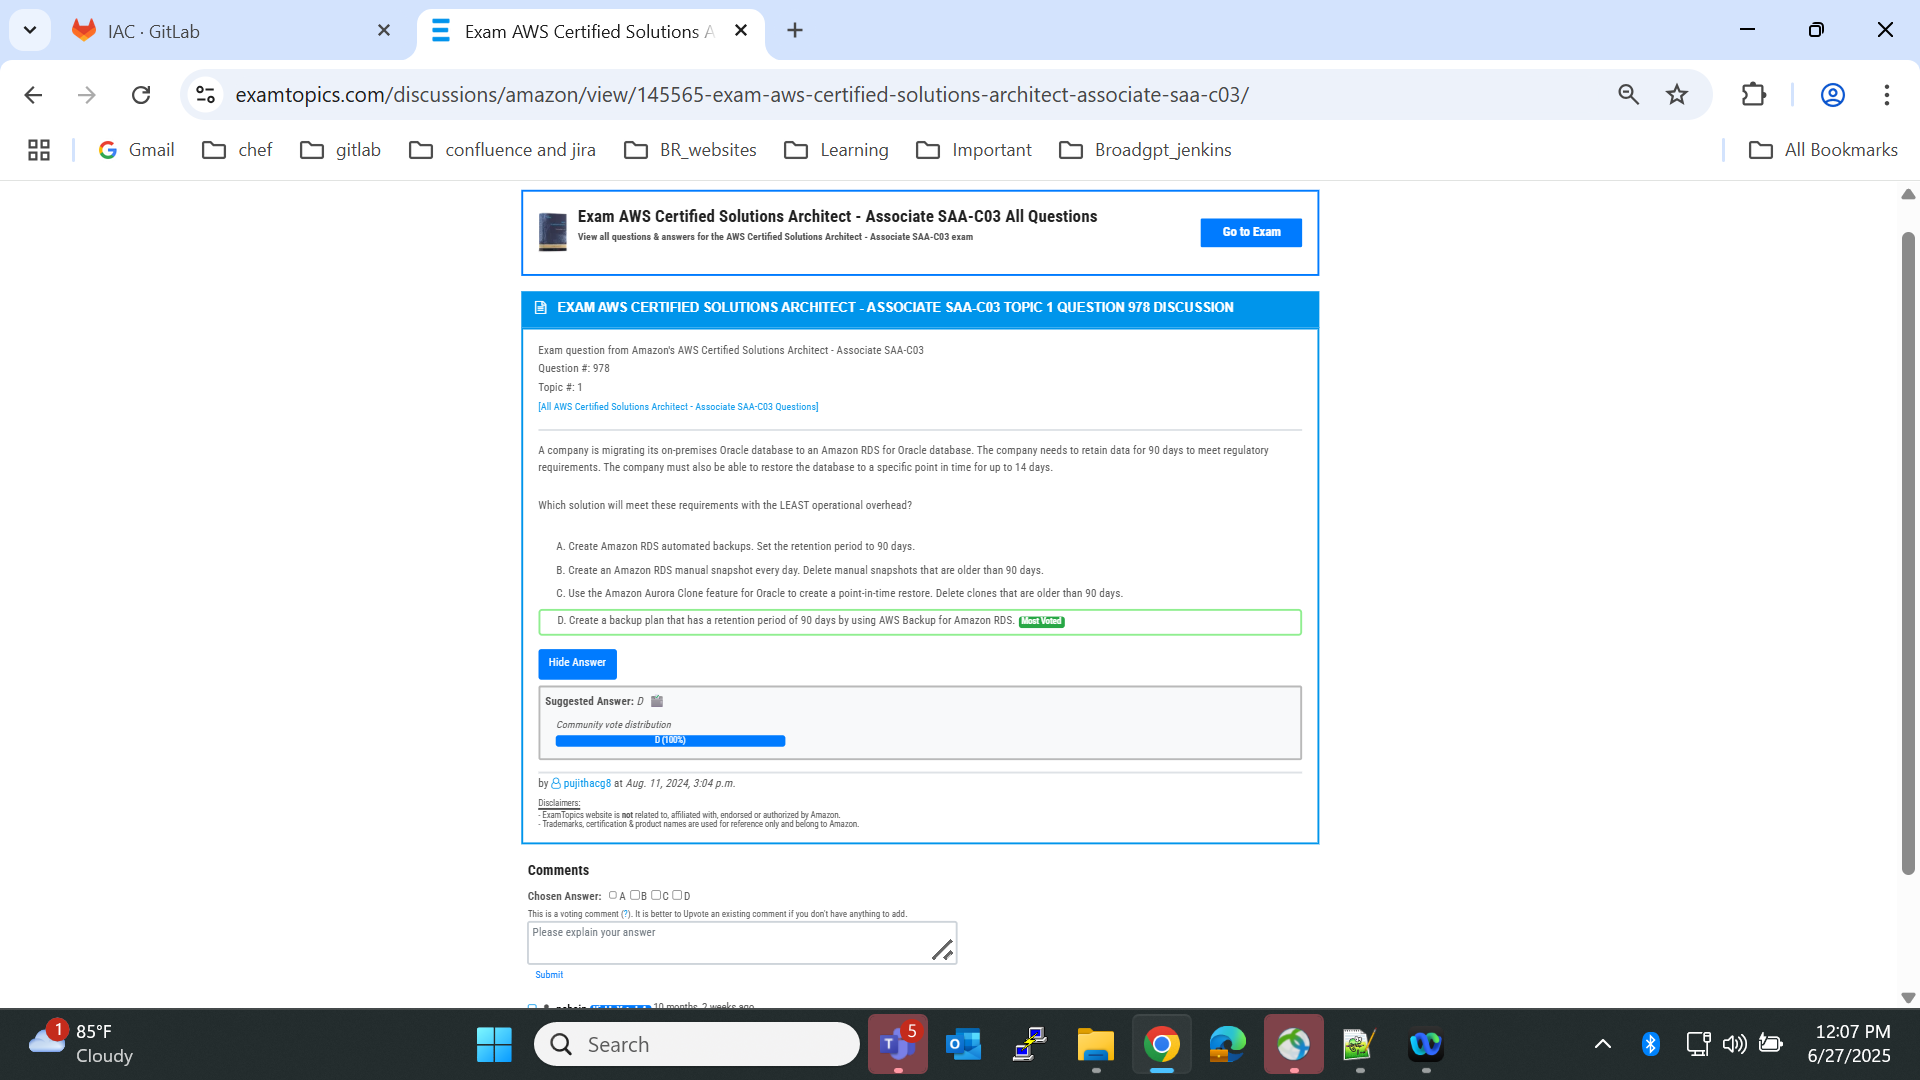 IAC · GitLab
Exam AWS Certified Solutions A
examtopics.com/discussions/amazon/view/145565-exam-aws-certified-solutions-architect-associate-saa-c03/
Gmail chef gitlab confluence and jira BR_websites Learning Important Broadgpt_jenkins All Bookmarks
Exam AWS Certified Solutions Architect - Associate SAA-C03 All Questions
View all questions & answers for the AWS Certified Solutions Architect - Associate SAA-C03 exam
Go to Exam
EXAM AWS CERTIFIED SOLUTIONS ARCHITECT - ASSOCIATE SAA-C03 TOPIC 1 QUESTION 978 DISCUSSION
Exam question from Amazon's AWS Certified Solutions Architect - Associate SAA-C03
Question #: 978
Topic #: 1
[All AWS Certified Solutions Architect - Associate SAA-C03 Questions]
A company is migrating its on-premises Oracle database to an Amazon RDS for Oracle database. The company needs to retain data for 90 days to meet regulatory
requirements. The company must also be able to restore the database to a specific point in time for up to 14 days.
Which solution will meet these requirements with the LEAST operational overhead?
A. Create Amazon RDS automated backups. Set the retention period to 90 days.
B. Create an Amazon RDS manual snapshot every day. Delete manual snapshots that are older than 90 days.
C. Use the Amazon Aurora Clone feature for Oracle to create a point-in-time restore. Delete clones that are older than 90 days.
D. Create a backup plan that has a retention period of 90 days by using AWS Backup for Amazon RDS. Most Voted
Hide Answer
Suggested Answer: D
Community vote distribution
D (100%)
by pujithacg8 at Aug. 11, 2024, 3:04 p.m.
Disclaimers:
- ExamTopics website is not related to, affiliated with, endorsed or authorized by Amazon.
- Trademarks, certification & product names are used for reference only and belong to Amazon.
Comments
Chosen Answer: A B C D
This is a voting comment (?). It is better to Upvote an existing comment if you don't have anything to add.
Please explain your answer
Submit
10 months, 2 weeks ago
1
85°F
Cloudy
Search
5
12:07 PM
6/27/2025